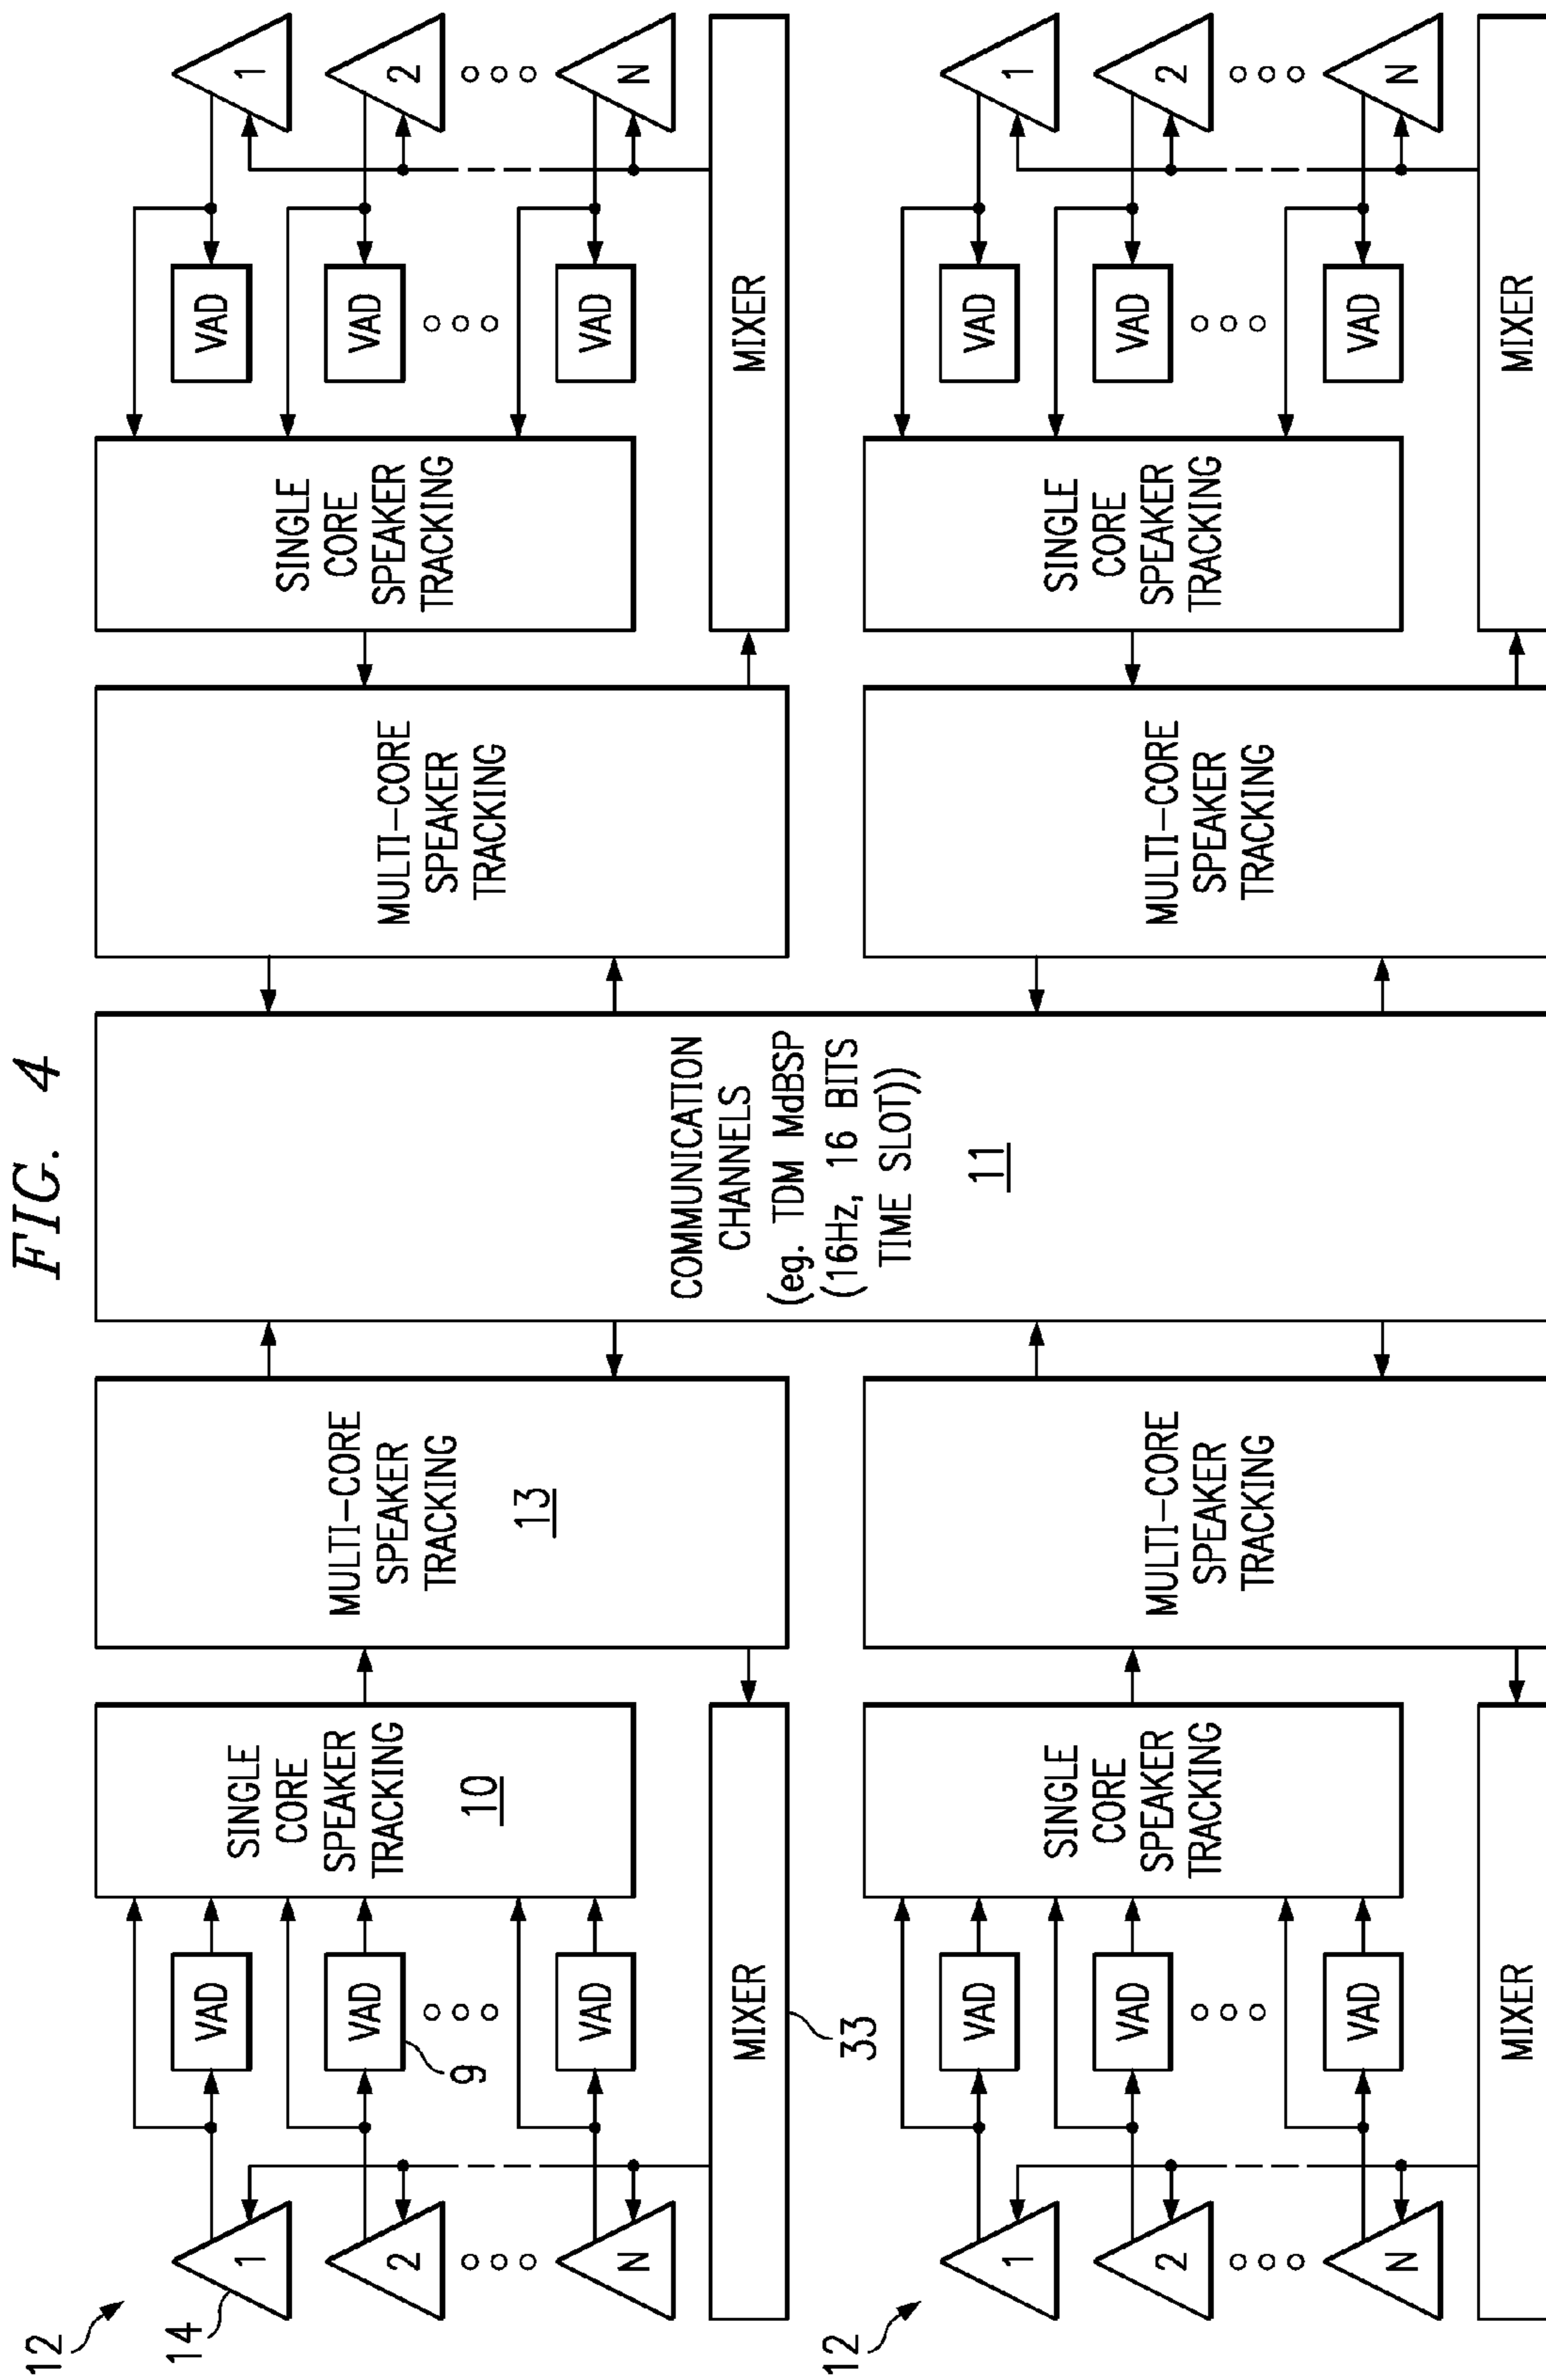 FIG. 4
12
14
1
2
N
VAD
VAD
9
VAD
SINGLE
CORE
SPEAKER
TRACKING
10
MIXER
33
MULTI-CORE
SPEAKER
TRACKING
13
COMMUNICATION
CHANNELS
(eg. TDM MdBSP
(16Hz, 16 BITS
TIME SLOT))
11
MULTI-CORE
SPEAKER
TRACKING
SINGLE
CORE
SPEAKER
TRACKING
VAD
VAD
VAD
1
2
N
MIXER
12
1
2
N
VAD
VAD
VAD
SINGLE
CORE
SPEAKER
TRACKING
MIXER
MULTI-CORE
SPEAKER
TRACKING
MULTI-CORE
SPEAKER
TRACKING
SINGLE
CORE
SPEAKER
TRACKING
VAD
VAD
VAD
1
2
N
MIXER